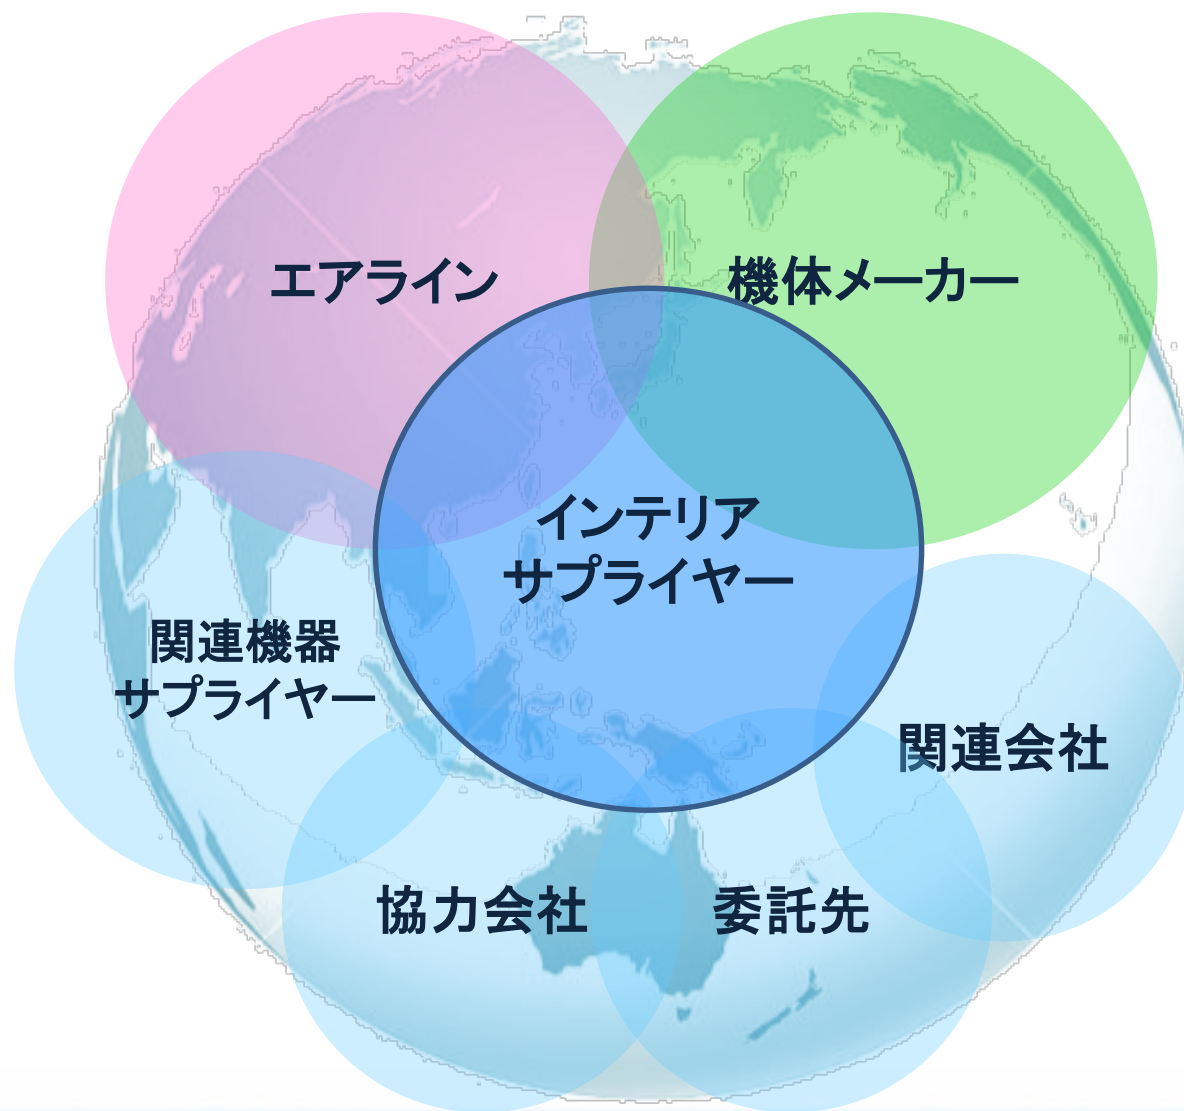 エアライン
機体メーカー
インテリア
サプライヤー
関連機器
サプライヤー
関連会社
協力会社
委託先